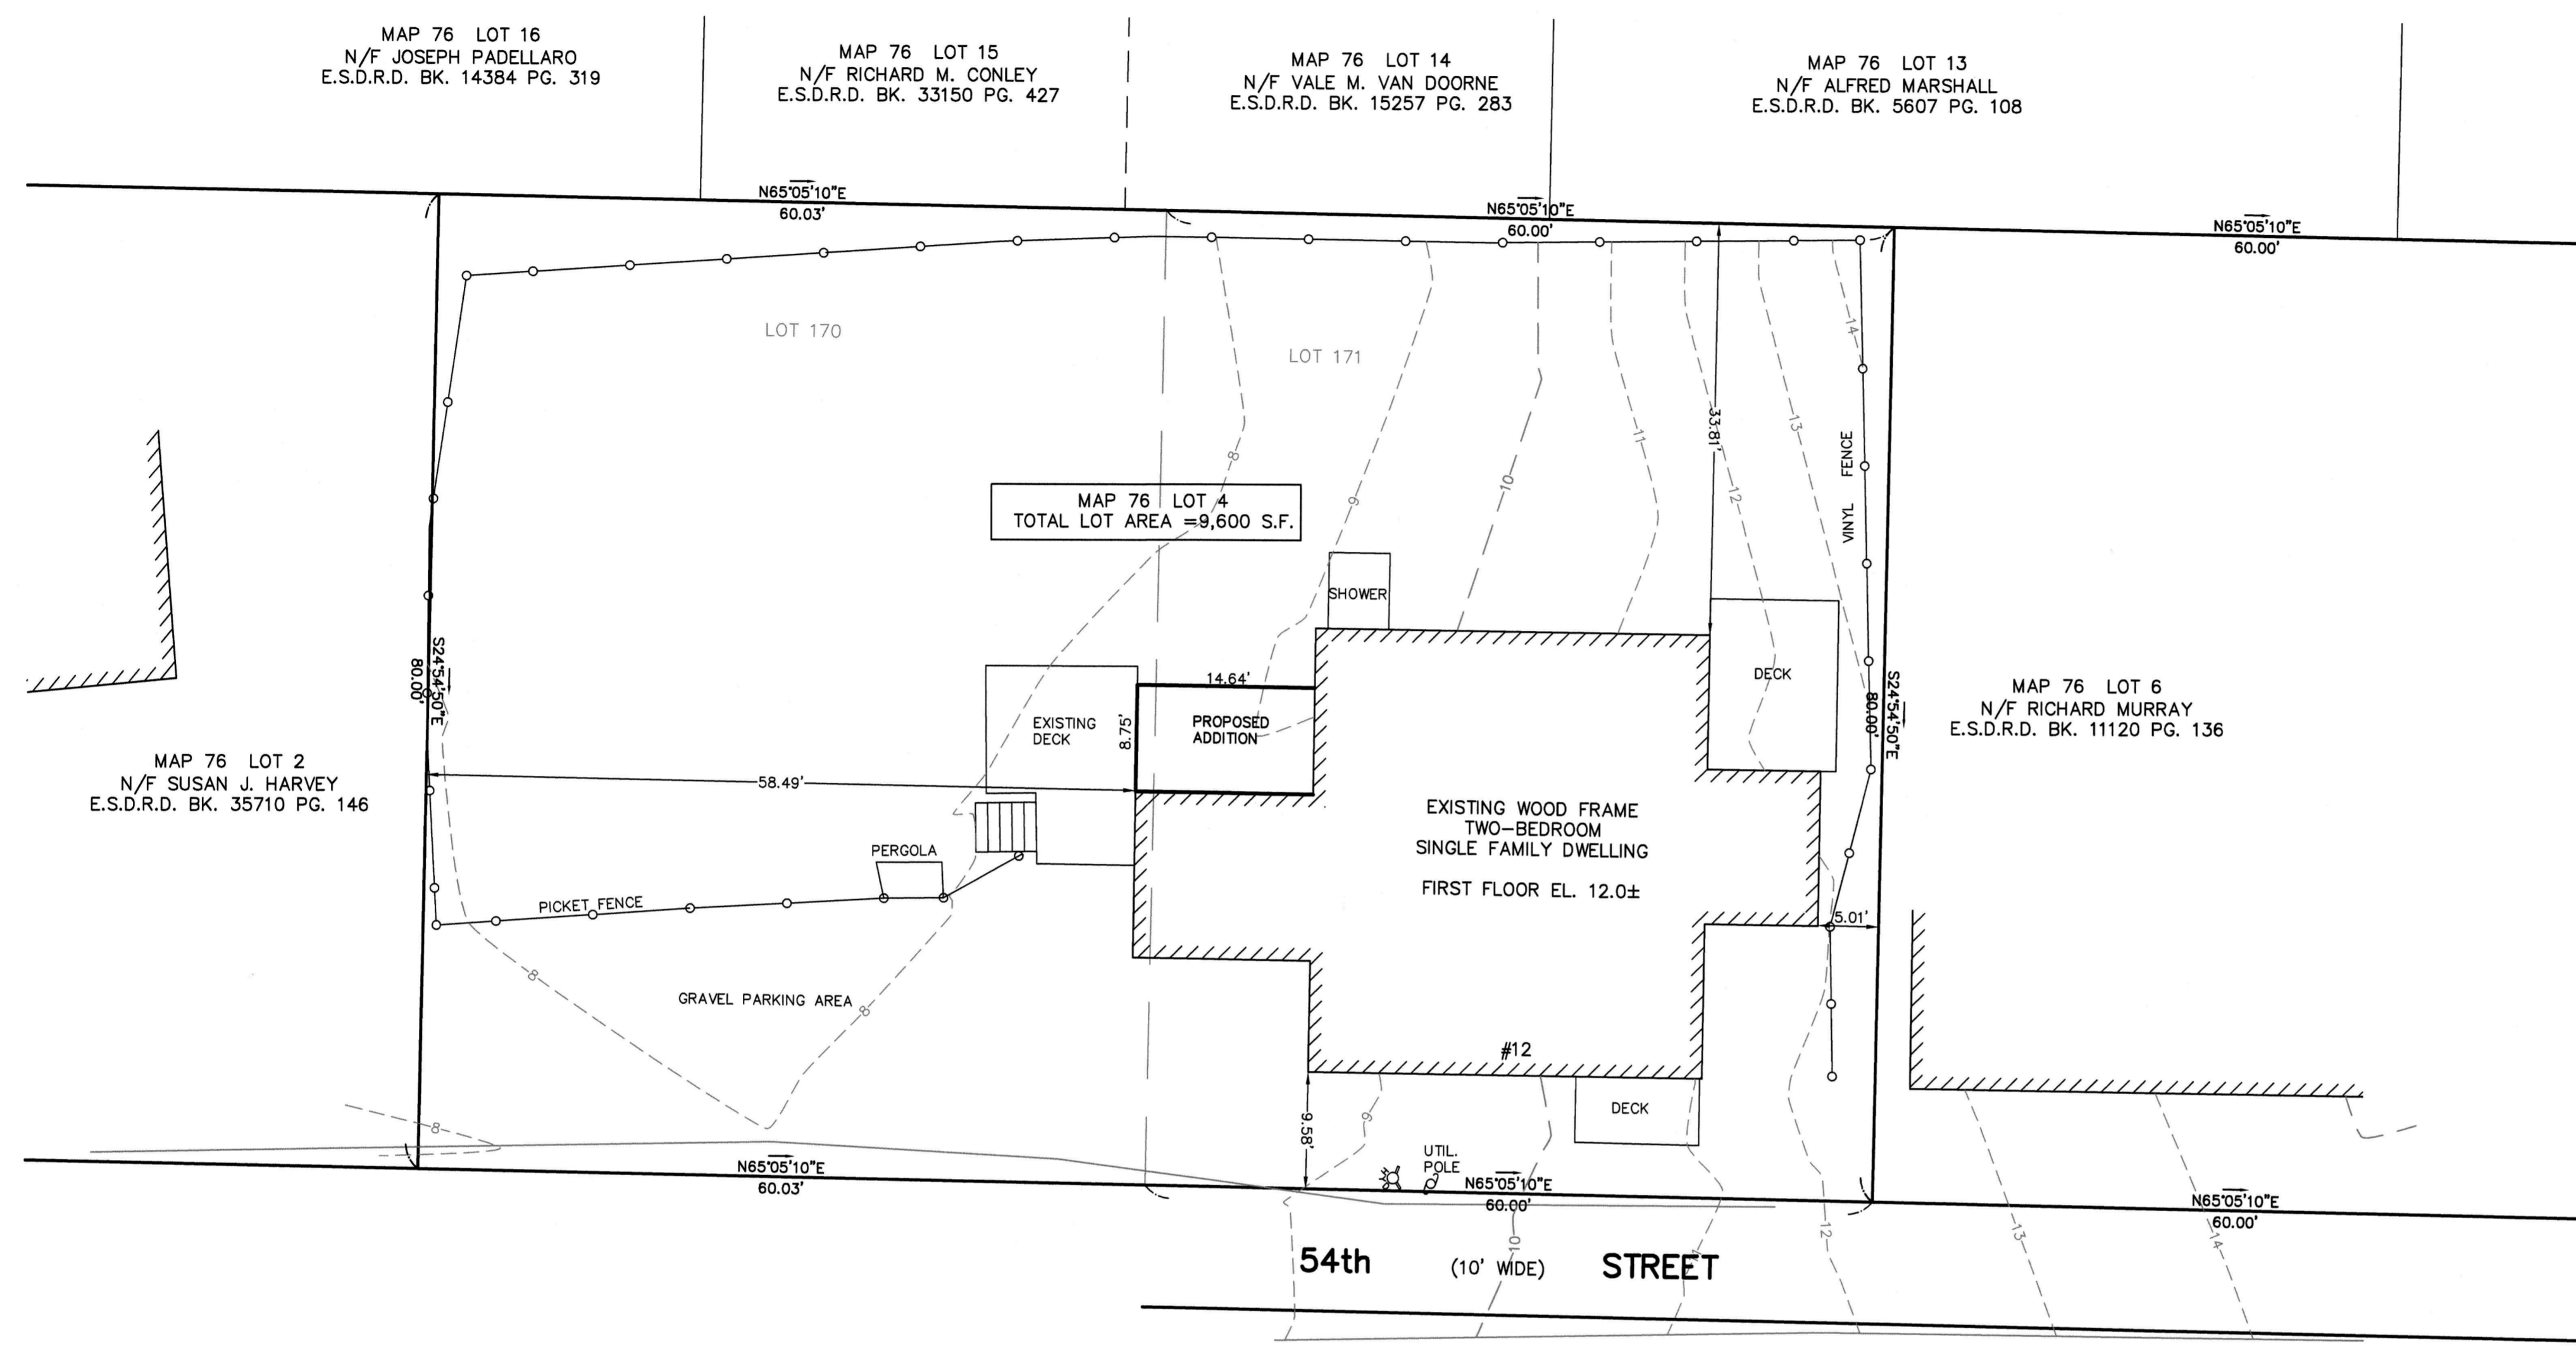 MAP 76 LOT 16
N/F JOSEPH PADELLARO
E.S.D.R.D. BK. 14384 PG. 319
MAP 76 LOT 15
N/F RICHARD M. CONLEY
E.S.D.R.D. BK. 33150 PG. 427
MAP 76 LOT 14
N/F VALE M. VAN DOORNE
E.S.D.R.D. BK. 15257 PG. 283
MAP 76 LOT 13
N/F ALFRED MARSHALL
E.S.D.R.D. BK. 5607 PG. 108
N65°05'10"E
60.03'
N65°05'10"E
60.00'
N65°05'10"E
60.00'
LOT 170
LOT 171
14
13
11
33.81'
12
10
9
8
VINYL FENCE
MAP 76 LOT 4
TOTAL LOT AREA =9,600 S.F.
SHOWER
S24°54'50"E
80.00'
14.64'
8.75'
EXISTING
DECK
PROPOSED
ADDITION
DECK
S24°54'50"E
80.00'
MAP 76 LOT 6
N/F RICHARD MURRAY
E.S.D.R.D. BK. 11120 PG. 136
MAP 76 LOT 2
N/F SUSAN J. HARVEY
E.S.D.R.D. BK. 35710 PG. 146
58.49'
PERGOLA
PICKET FENCE
EXISTING WOOD FRAME
TWO-BEDROOM
SINGLE FAMILY DWELLING
FIRST FLOOR EL. 12.0±
5.01'
8
GRAVEL PARKING AREA
8
#12
DECK
9.58'
9
8
UTIL.
POLE
N65°05'10"E
60.03'
N65°05'10"E
60.00'
N65°05'10"E
60.00'
54th (10' WIDE) STREET
10
12
13
14